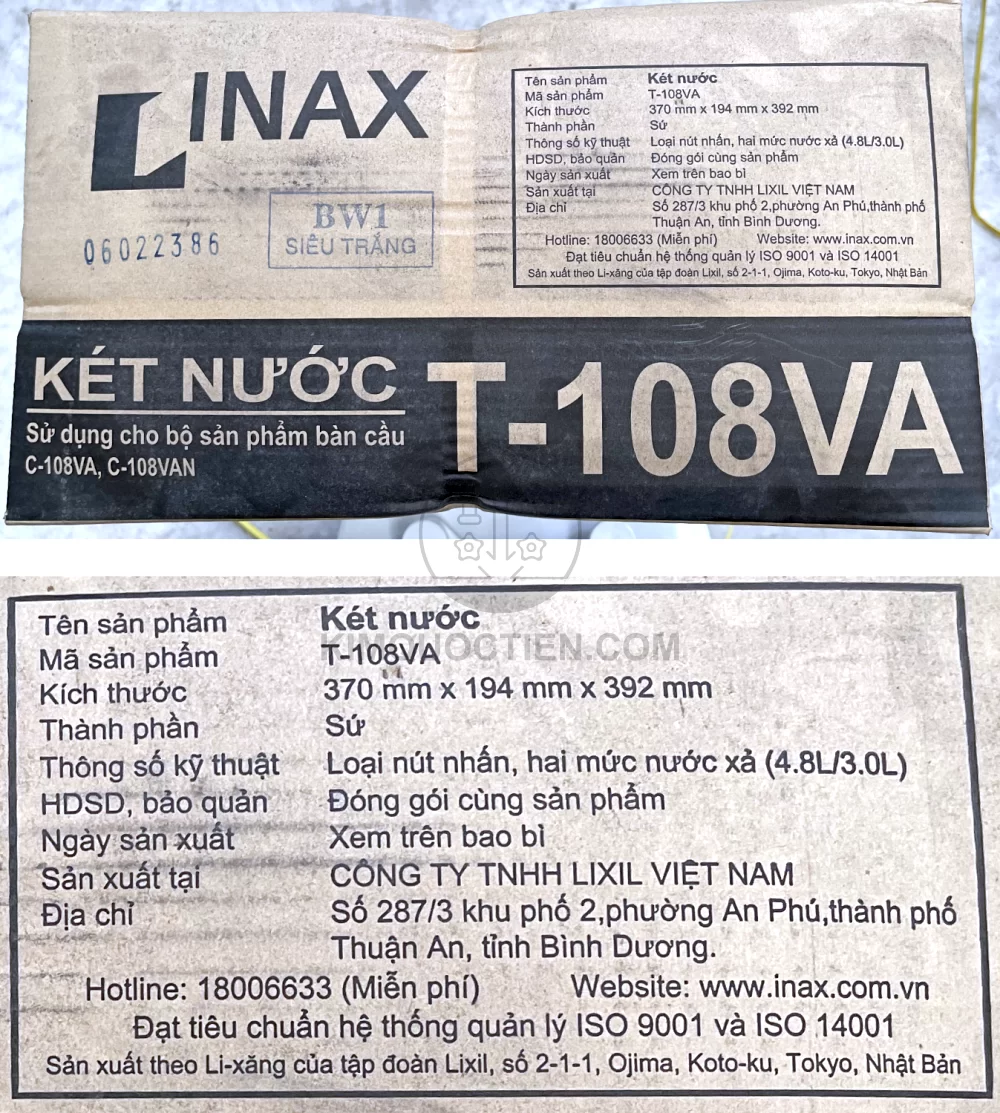 INAX
06022386
BW1
SIÊU TRẮNG
Tên sản phẩm Két nước
Mã sản phẩm T-108VA
Kích thước 370 mm x 194 mm x 392 mm
Thành phần Sứ
Thông số kỹ thuật Loại nút nhấn, hai mức nước xả (4.8L/3.0L)
HDSD, bảo quản Đóng gói cùng sản phẩm
Ngày sản xuất Xem trên bao bì
Sản xuất tại CÔNG TY TNHH LIXIL VIỆT NAM
Địa chỉ Số 287/3 khu phố 2,phường An Phú,thành phố
Thuận An, tỉnh Bình Dương.
Hotline: 18006633 (Miễn phí) Website: www.inax.com.vn
Đạt tiêu chuẩn hệ thống quản lý ISO 9001 và ISO 14001
Sản xuất theo Li-xăng của tập đoàn Lixil, số 2-1-1, Ojima, Koto-ku, Tokyo, Nhật Bản
KÉT NƯỚC T-108VA
Sử dụng cho bộ sản phẩm bàn cầu
C-108VA, C-108VAN
Tên sản phẩm Két nước
KIMQUOCTIEN.COM
Mã sản phẩm T-108VA
Kích thước 370 mm x 194 mm x 392 mm
Thành phần Sứ
Thông số kỹ thuật Loại nút nhấn, hai mức nước xả (4.8L/3.0L)
HDSD, bảo quản Đóng gói cùng sản phẩm
Ngày sản xuất Xem trên bao bì
Sản xuất tại CÔNG TY TNHH LIXIL VIỆT NAM
Địa chỉ Số 287/3 khu phố 2,phường An Phú,thành phố
Thuận An, tỉnh Bình Dương.
Hotline: 18006633 (Miễn phí) Website: www.inax.com.vn
Đạt tiêu chuẩn hệ thống quản lý ISO 9001 và ISO 14001
Sản xuất theo Li-xăng của tập đoàn Lixil, số 2-1-1, Ojima, Koto-ku, Tokyo, Nhật Bản